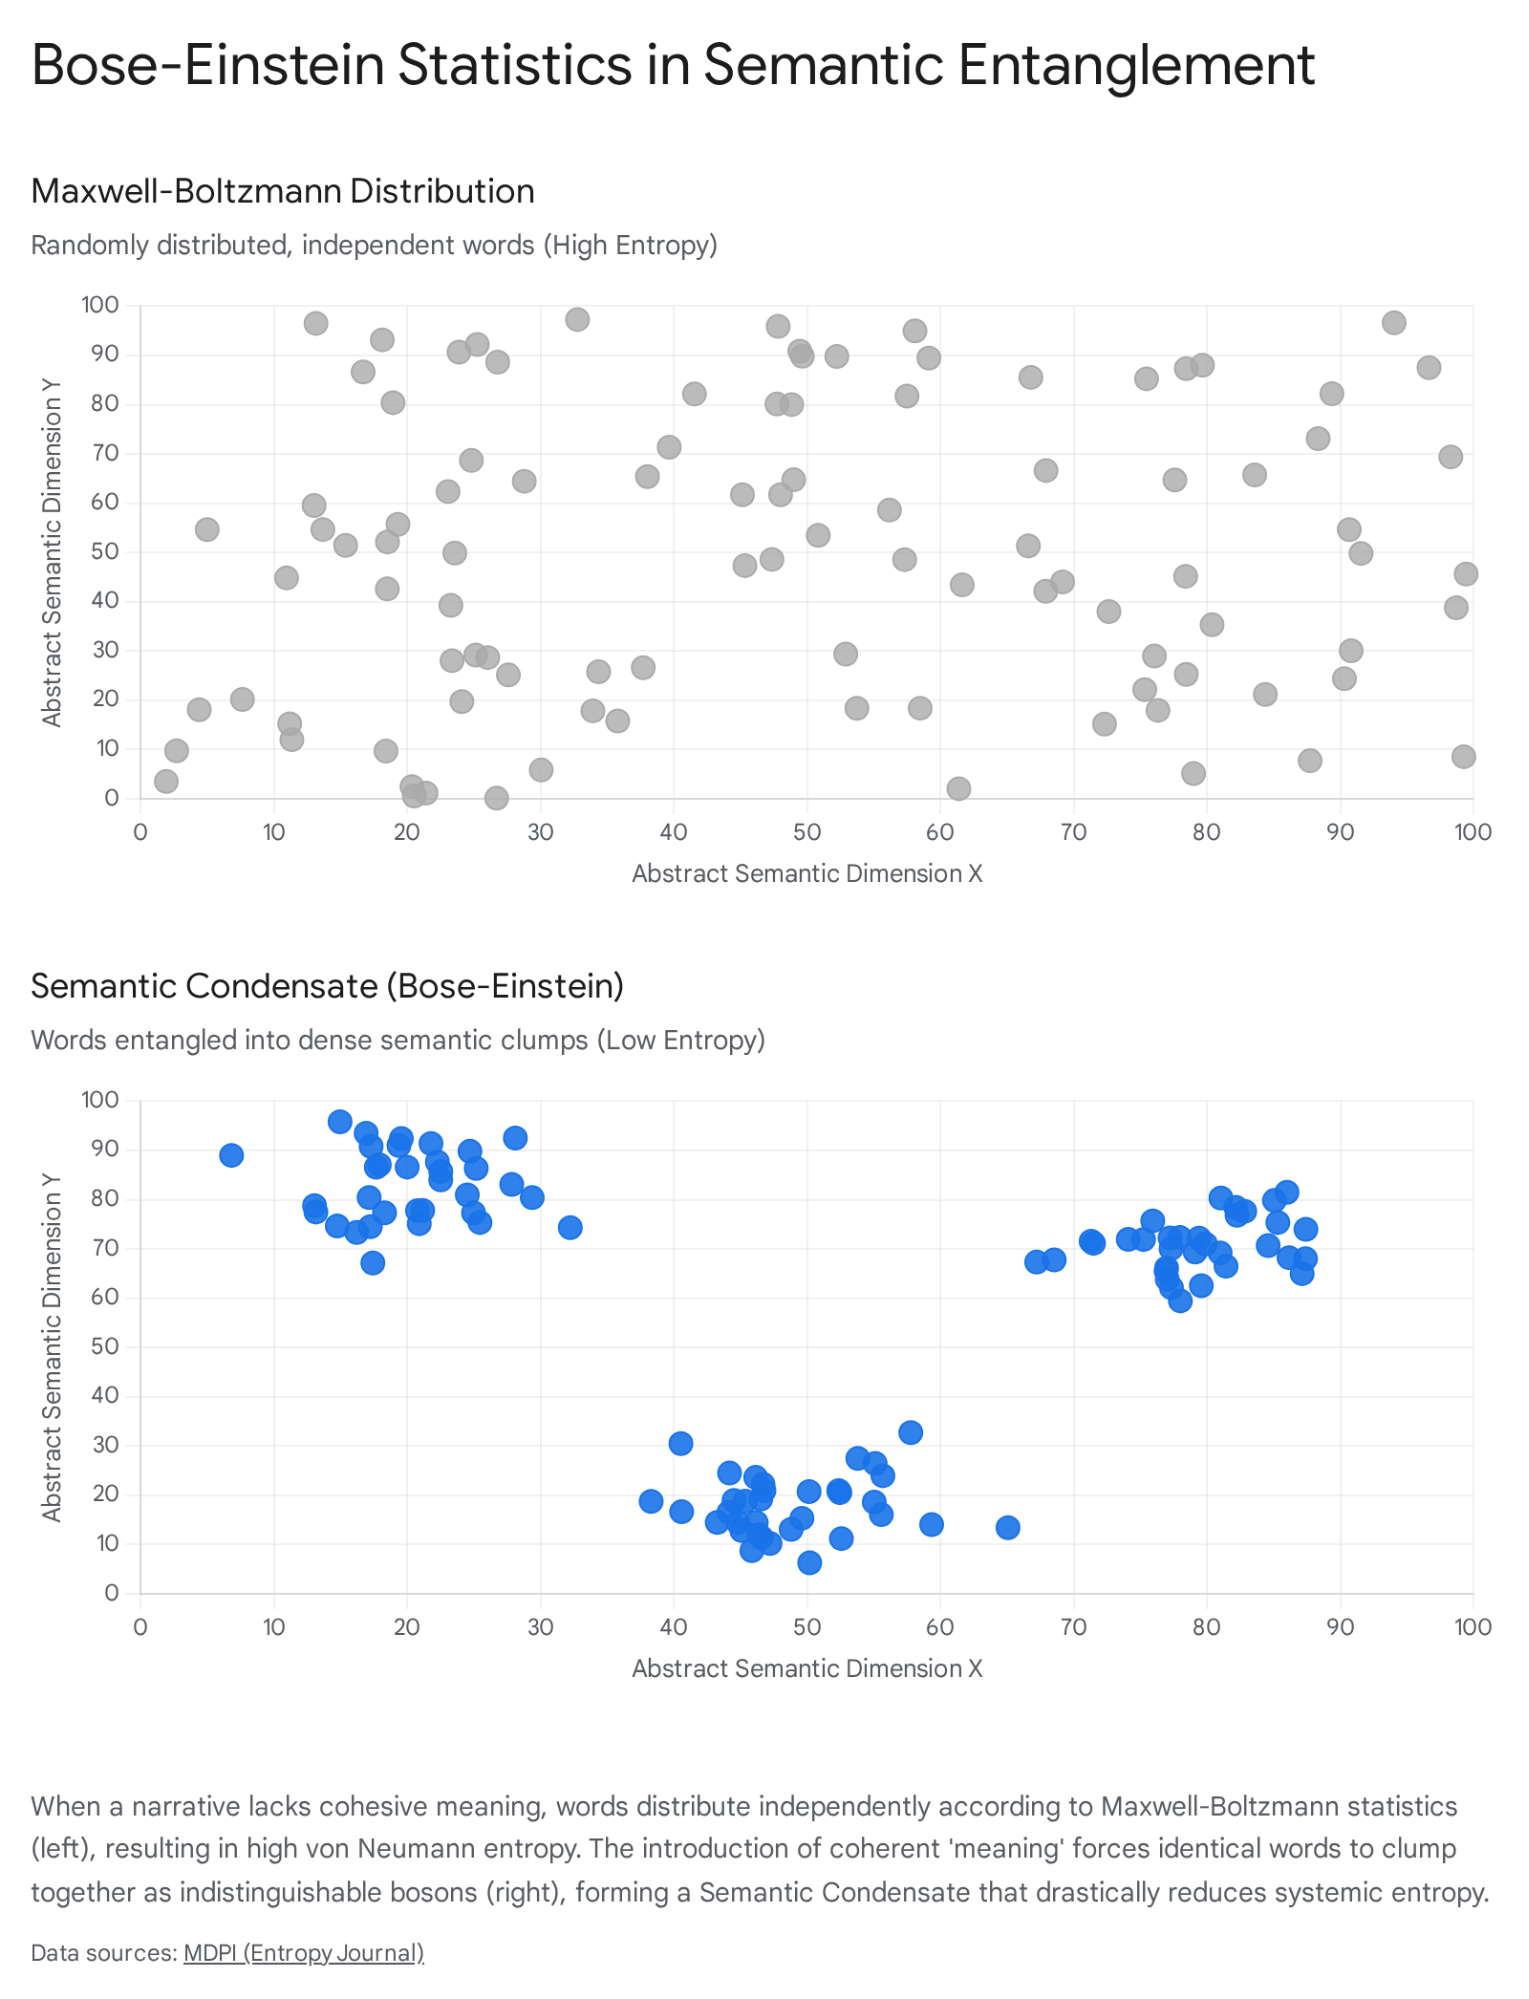 Bose-Einstein Statistics in Semantic Entanglement
Maxwell-Boltzmann Distribution
Randomly distributed, independent words (High Entropy)
Abstract Semantic Dimension Y
100
90
80
70
60
50
40
30
20
10
0
0 10 20 30 40 50 60 70 80 90 100
Abstract Semantic Dimension X
Semantic Condensate (Bose-Einstein)
Words entangled into dense semantic clumps (Low Entropy)
Abstract Semantic Dimension Y
100
90
80
70
60
50
40
30
20
10
0
0 10 20 30 40 50 60 70 80 90 100
Abstract Semantic Dimension X
When a narrative lacks cohesive meaning, words distribute independently according to Maxwell-Boltzmann statistics
(left), resulting in high von Neumann entropy. The introduction of coherent 'meaning' forces identical words to clump
together as indistinguishable bosons (right), forming a Semantic Condensate that drastically reduces systemic entropy.
Data sources: MDPI (Entropy Journal)